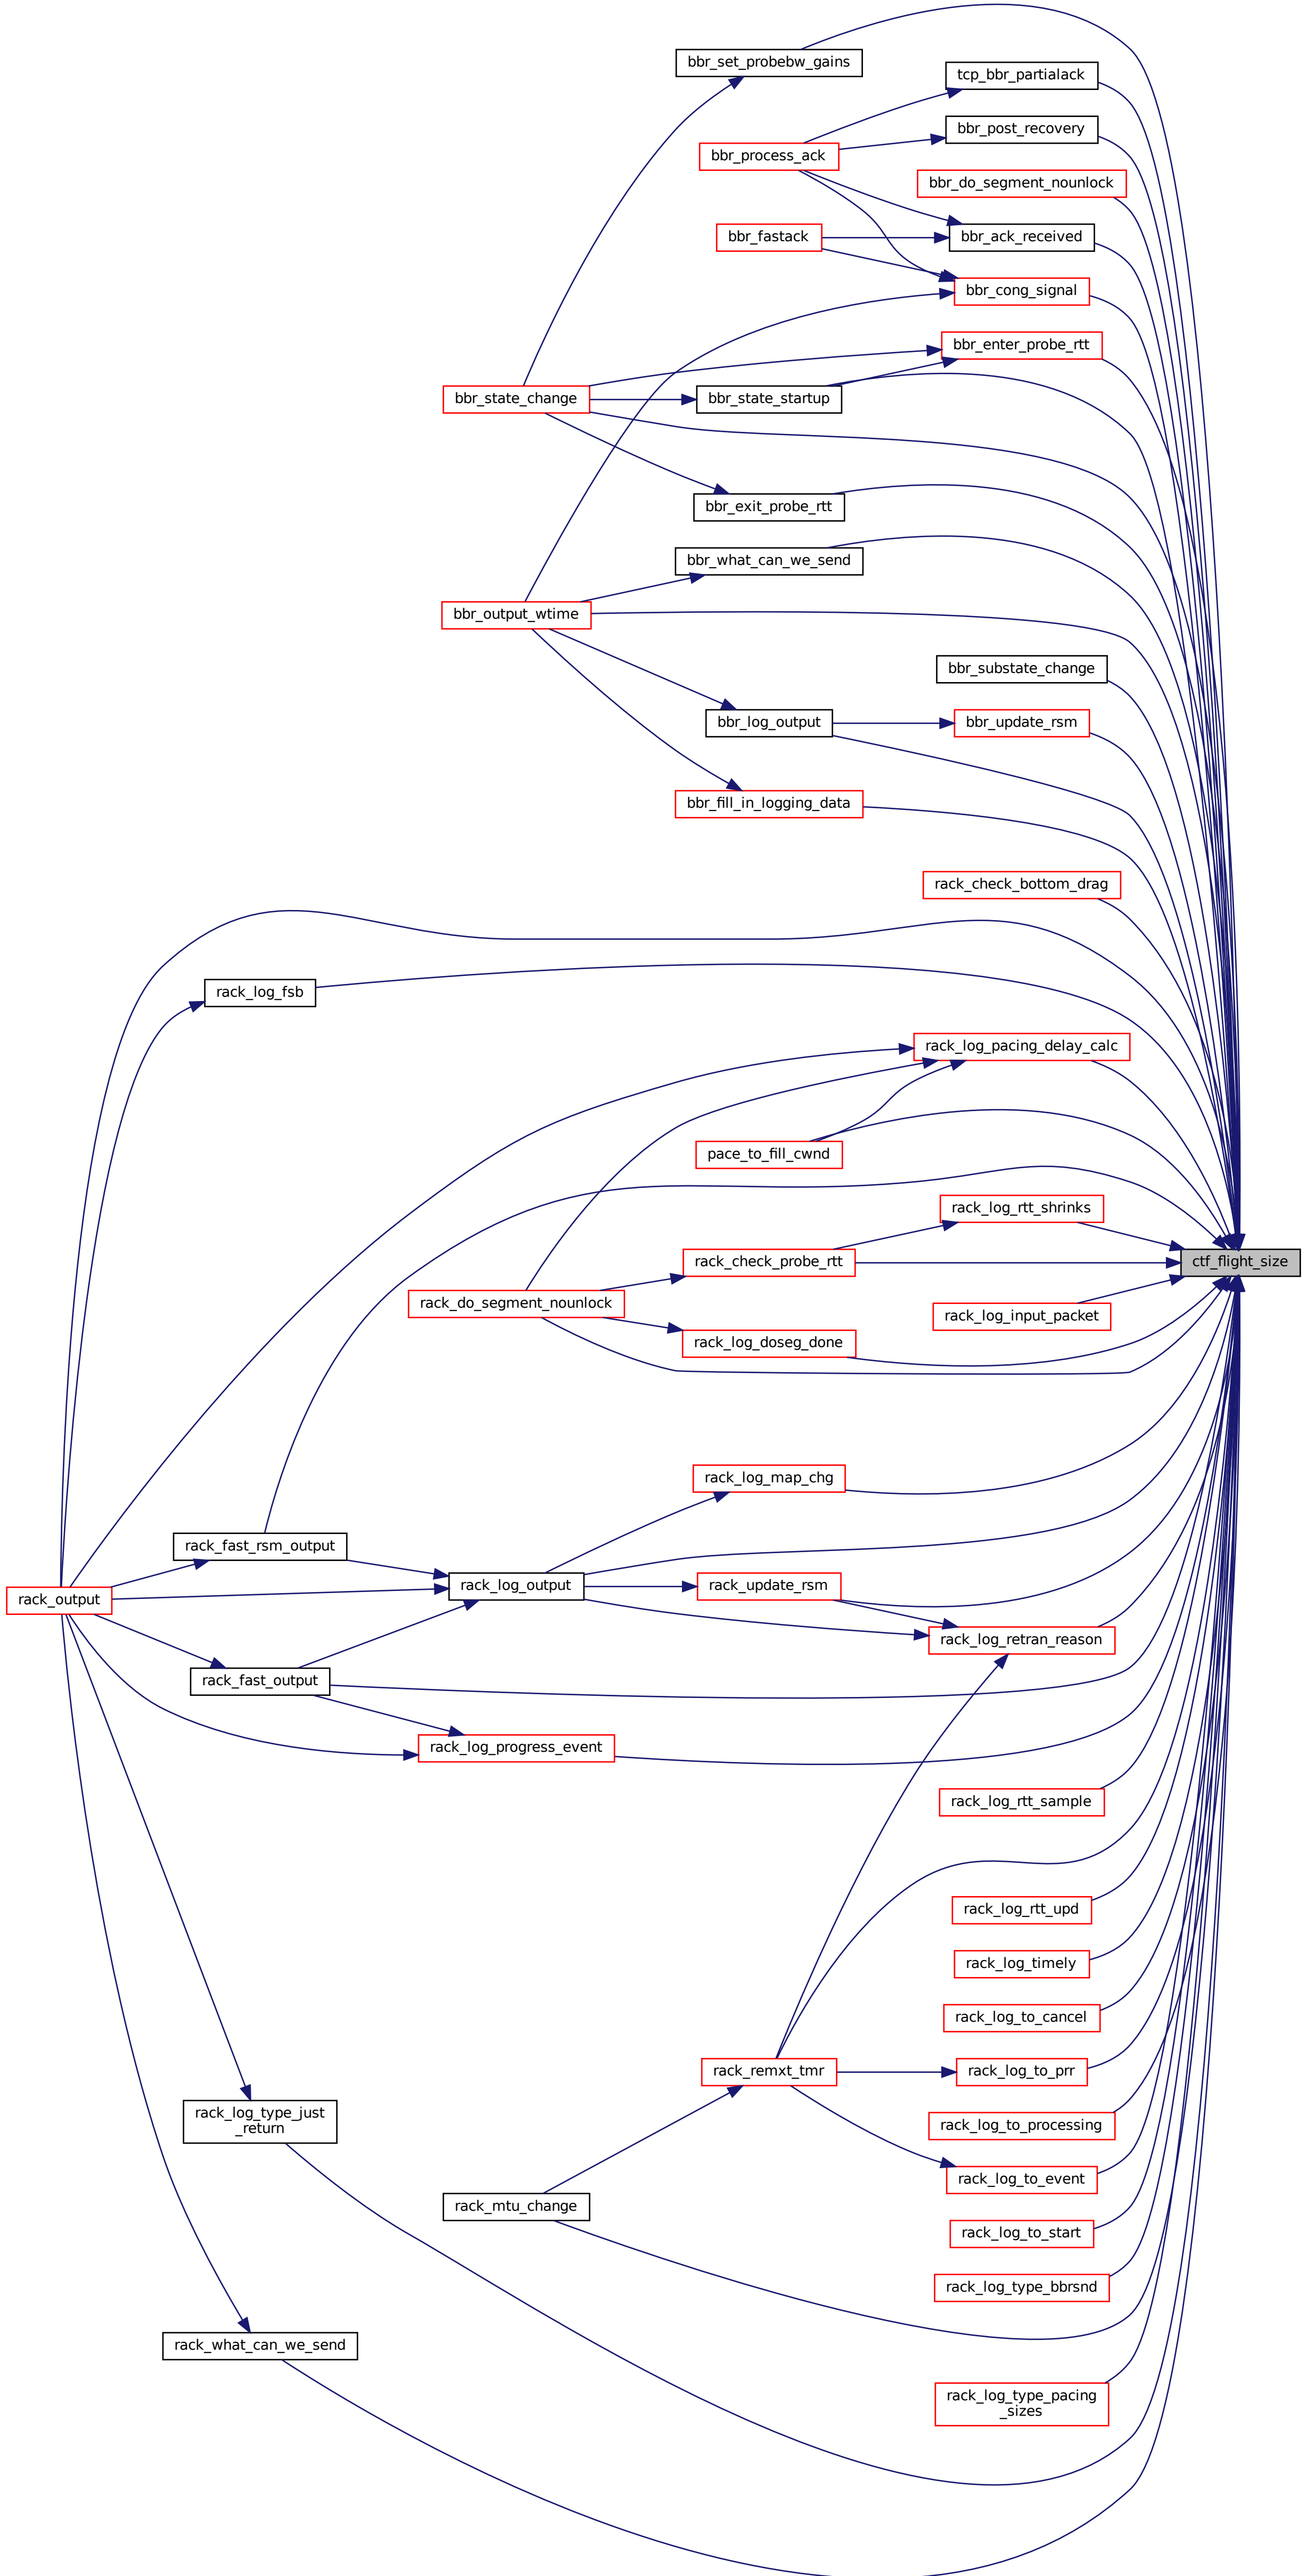 bbr_set_probebw_gains
tcp_bbr_partialack
bbr_post_recovery
bbr_process_ack
bbr_do_segment_nounlock
bbr_fastack
bbr_ack_received
bbr_cong_signal
bbr_enter_probe_rtt
bbr_state_change
bbr_state_startup
bbr_exit_probe_rtt
bbr_what_can_we_send
bbr_output_wtime
bbr_substate_change
bbr_log_output
bbr_update_rsm
bbr_fill_in_logging_data
rack_check_bottom_drag
rack_log_fsb
rack_log_pacing_delay_calc
pace_to_fill_cwnd
rack_log_rtt_shrinks
rack_check_probe_rtt
ctf_flight_size
rack_do_segment_nounlock
rack_log_input_packet
rack_log_doseg_done
rack_log_map_chg
rack_fast_rsm_output
rack_output
rack_log_output
rack_update_rsm
rack_log_retran_reason
rack_fast_output
rack_log_progress_event
rack_log_rtt_sample
rack_log_rtt_upd
rack_log_timely
rack_log_to_cancel
rack_remxt_tmr
rack_log_to_prr
rack_log_type_just
_return
rack_log_to_processing
rack_log_to_event
rack_mtu_change
rack_log_to_start
rack_log_type_bbrsnd
rack_what_can_we_send
rack_log_type_pacing
_sizes